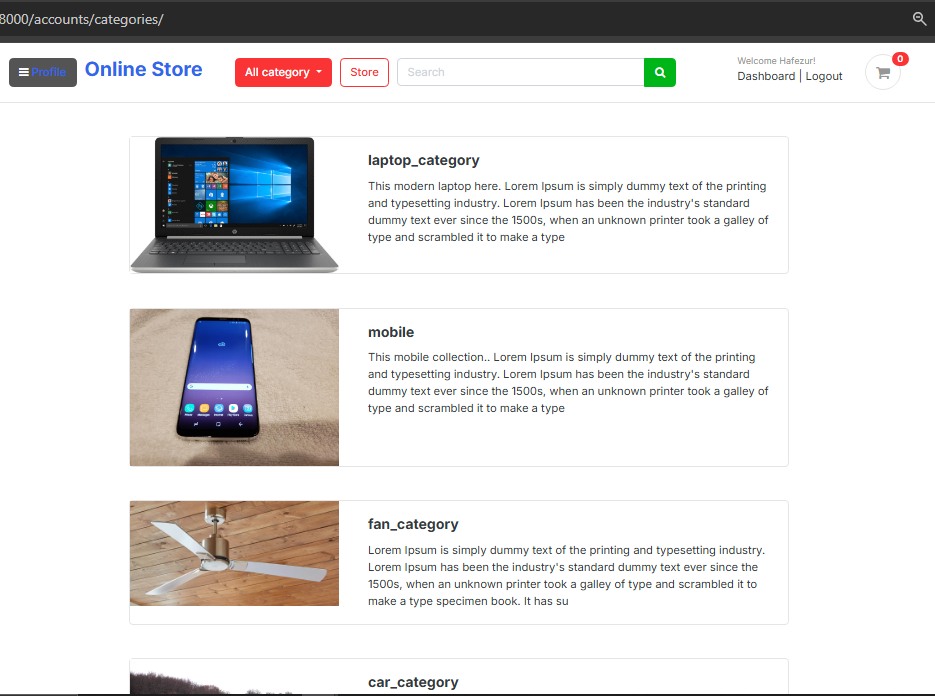 8000/accounts/categories/
Profile
Online Store
All category
Store
Search
Welcome Hafezur!
Dashboard | Logout
0
laptop_category
This modern laptop here. Lorem Ipsum is simply dummy text of the printing
and typesetting industry. Lorem Ipsum has been the industry's standard
dummy text ever since the 1500s, when an unknown printer took a galley of
type and scrambled it to make a type
mobile
This mobile collection.. Lorem Ipsum is simply dummy text of the printing
and typesetting industry. Lorem Ipsum has been the industry's standard
dummy text ever since the 1500s, when an unknown printer took a galley of
type and scrambled it to make a type
fan_category
Lorem Ipsum is simply dummy text of the printing and typesetting industry.
Lorem Ipsum has been the industry's standard dummy text ever since the
1500s, when an unknown printer took a galley of type and scrambled it to
make a type specimen book. It has su
car_category